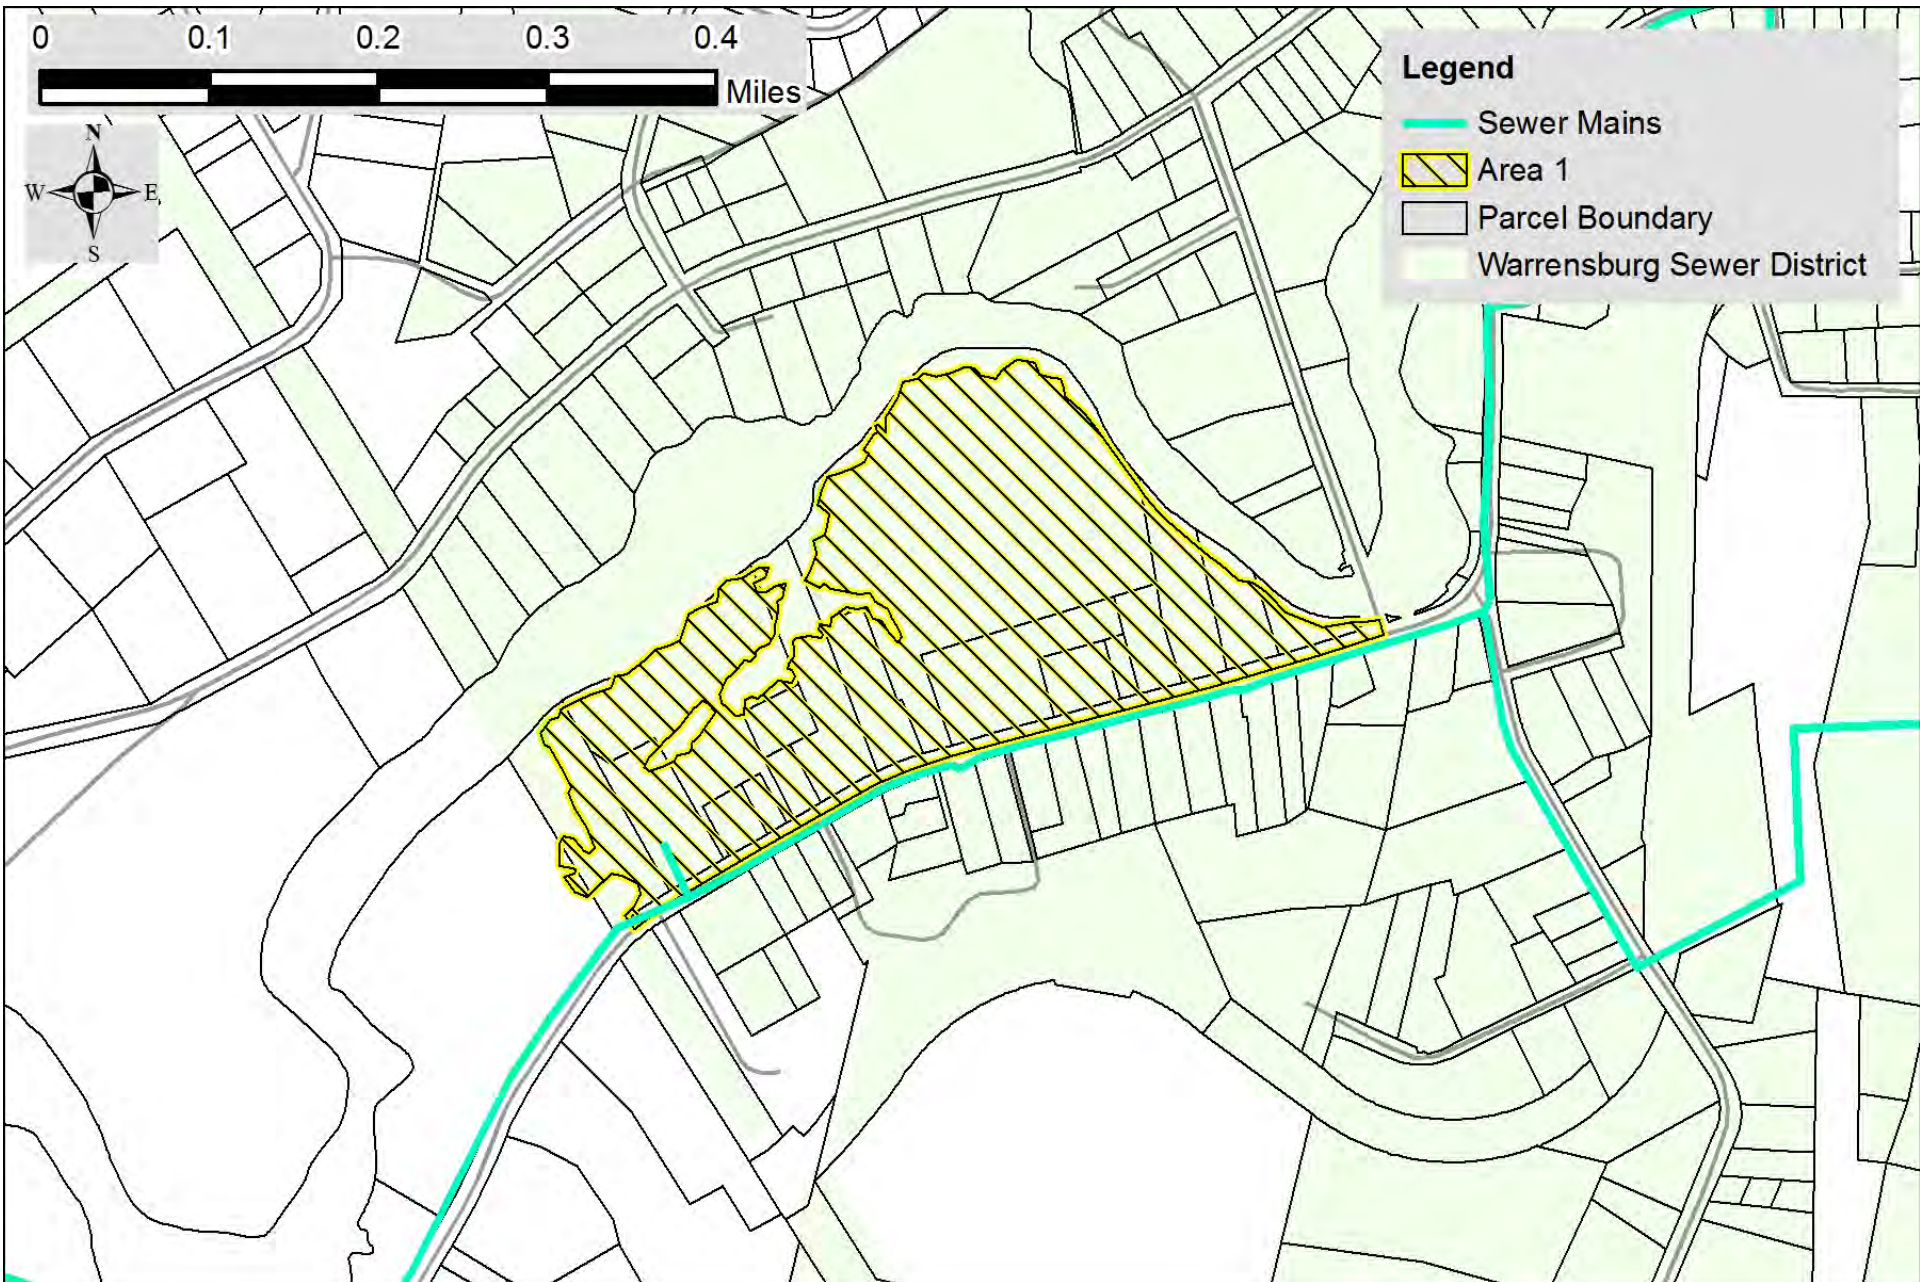 0 0.1 0.2 0.3 0.4
Miles
N
W E
S
Legend
Sewer Mains
Area 1
Parcel Boundary
Warrensburg Sewer District